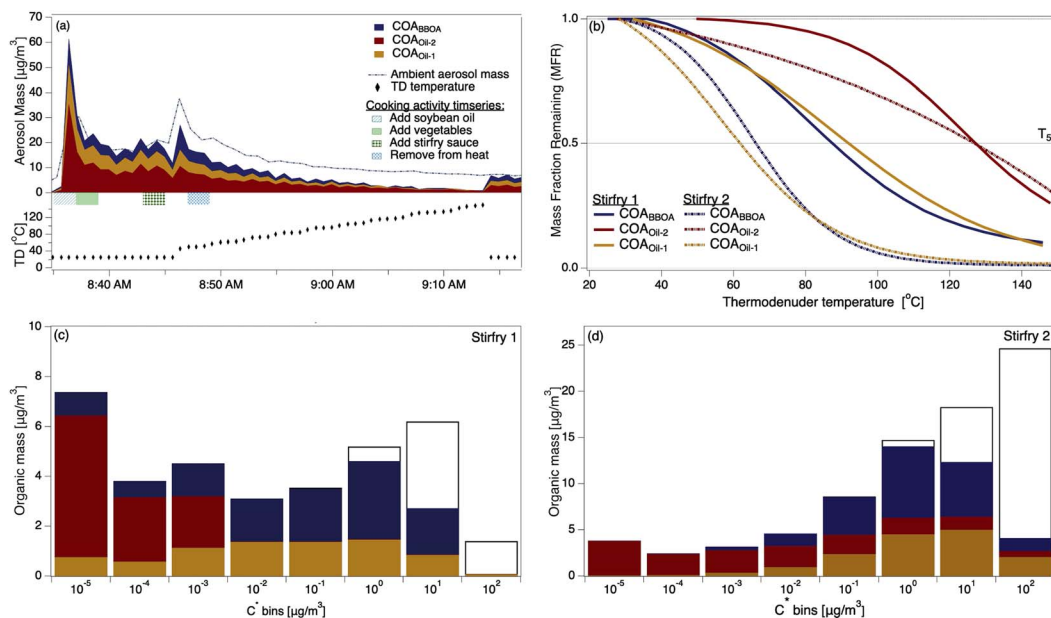 (a)
COA_BBOA
COA_Oil-2
COA_Oil-1
Ambient aerosol mass
TD temperature
Cooking activity timseries:
Add soybean oil
Add vegetables
Add stirfry sauce
Remove from heat
Aerosol Mass [µg/m³]
70
60
50
40
30
20
10
0
TD [°C]
120
80
40
0
8:40 AM
8:50 AM
9:00 AM
9:10 AM
(b)
Mass Fraction Remaining (MFR)
1.0
0.5
0.0
T5
Stirfry 1
COA_BBOA
COA_Oil-2
COA_Oil-1
Stirfry 2
COA_BBOA
COA_Oil-2
COA_Oil-1
20
40
60
80
100
120
140
Thermodenuder temperature [°C]
(c)
Stirfry 1
Organic mass [µg/m³]
10
8
6
4
2
0
10⁻⁵
10⁻⁴
10⁻³
10⁻²
10⁻¹
10⁰
10¹
10²
C* bins [µg/m³]
(d)
Stirfry 2
Organic mass [µg/m³]
25
20
15
10
5
0
10⁻⁵
10⁻⁴
10⁻³
10⁻²
10⁻¹
10⁰
10¹
10²
C* bins [µg/m³]